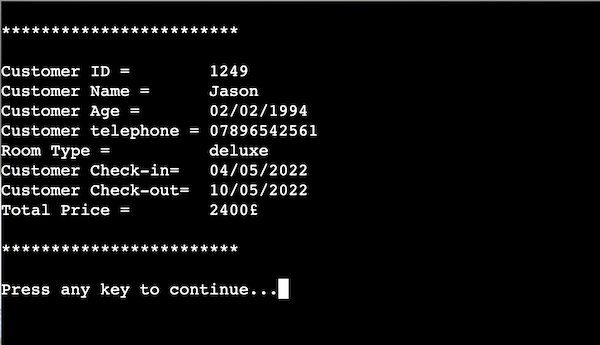 ************************
Customer ID =        1249
Customer Name =      Jason
Customer Age =       02/02/1994
Customer telephone = 07896542561
Room Type =          deluxe
Customer Check-in=   04/05/2022
Customer Check-out=  10/05/2022
Total Price =        2400£
************************
Press any key to continue...